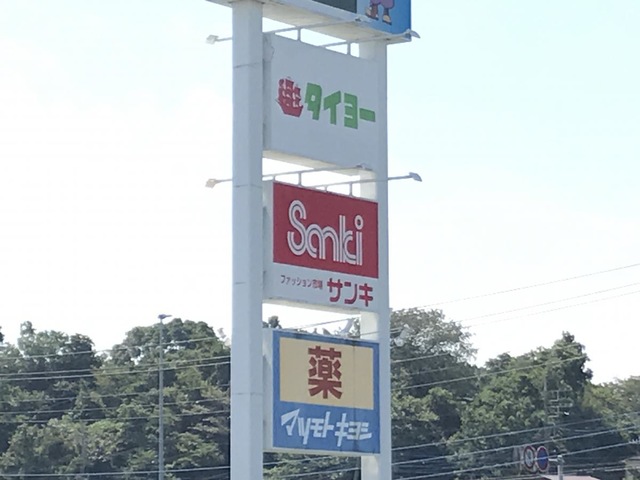 タイヨー
Sanki
ファッション市場 サンキ
薬
マツモトキヨシ